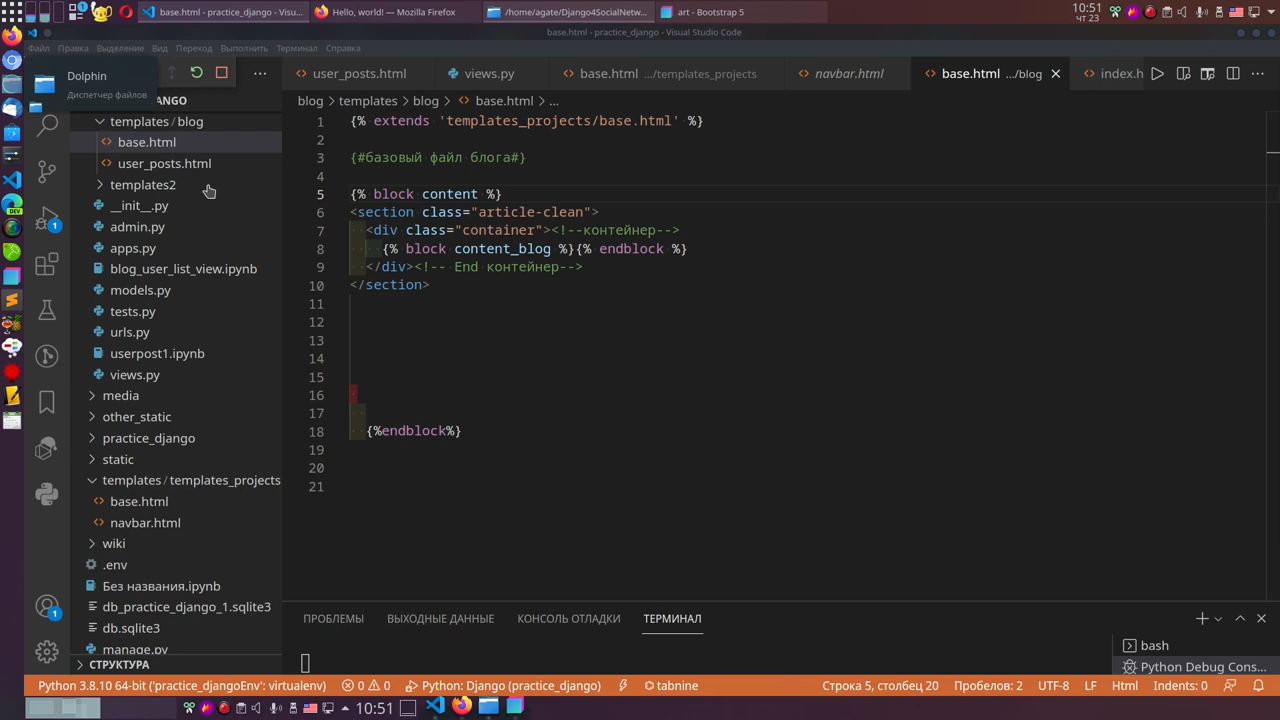 base.html - practice_django - Visu...
Hello, world! — Mozilla Firefox
/home/agate/Django4SocialNetw...
art - Bootstrap 5
10:51
чт 23
base.html - practice_django - Visual Studio Code
Файл Правка Выделение Вид Переход Выполнить Терминал Справка
Dolphin
Диспетчер файлов
user_posts.html
views.py
base.html .../templates_projects
navbar.html
base.html .../blog
index.h
ANGO
blog templates blog base.html ...
templates / blog
base.html
user_posts.html
templates2
__init__.py
admin.py
apps.py
blog_user_list_view.ipynb
models.py
tests.py
urls.py
userpost1.ipynb
views.py
media
other_static
practice_django
static
templates / templates_projects
base.html
navbar.html
wiki
.env
Без названия.ipynb
db_practice_django_1.sqlite3
db.sqlite3
manage.py
СТРУКТУРА
DEV
1
1
1 {% extends 'templates_projects/base.html' %}
2
3 {#базовый файл блога#}
4
5 {% block content %}
6 <section class="article-clean">
7 <div class="container"><!--контейнер-->
8 {% block content_blog %}{% endblock %}
9 </div><!-- End контейнер-->
10 </section>
11
12
13
14
15
16
17
18 {%endblock%}
19
20
21
ПРОБЛЕМЫ ВЫХОДНЫЕ ДАННЫЕ КОНСОЛЬ ОТЛАДКИ ТЕРМИНАЛ
bash
Python Debug Cons...
Python 3.8.10 64-bit ('practice_djangoEnv': virtualenv) 0 0 Python: Django (practice_django) tabnine Строка 5, столбец 20 Пробелов: 2 UTF-8 LF Html Indents: 0
10:51